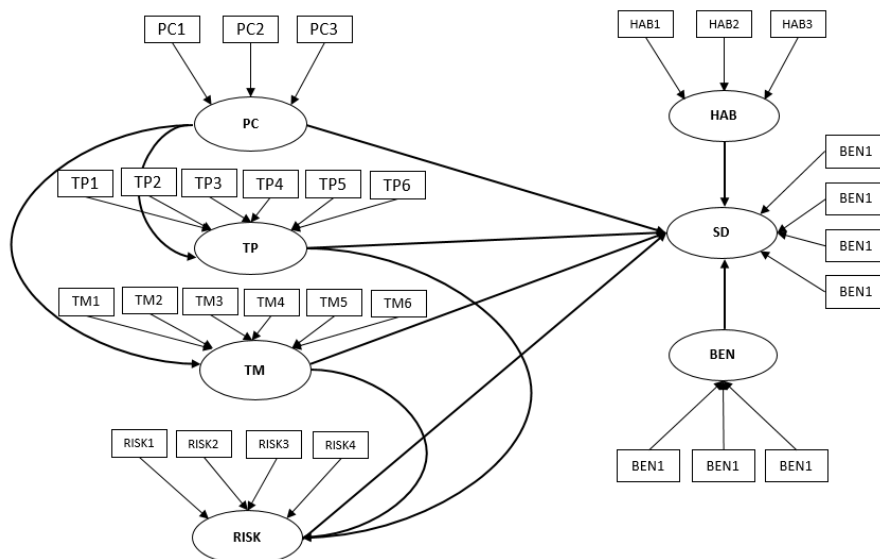 PC1
PC2
PC3
PC
TP1
TP2
TP3
TP4
TP5
TP6
TP
TM1
TM2
TM3
TM4
TM5
TM6
TM
RISK1
RISK2
RISK3
RISK4
RISK
HAB1
HAB2
HAB3
HAB
BEN1
BEN1
BEN1
BEN1
SD
BEN
BEN1
BEN1
BEN1